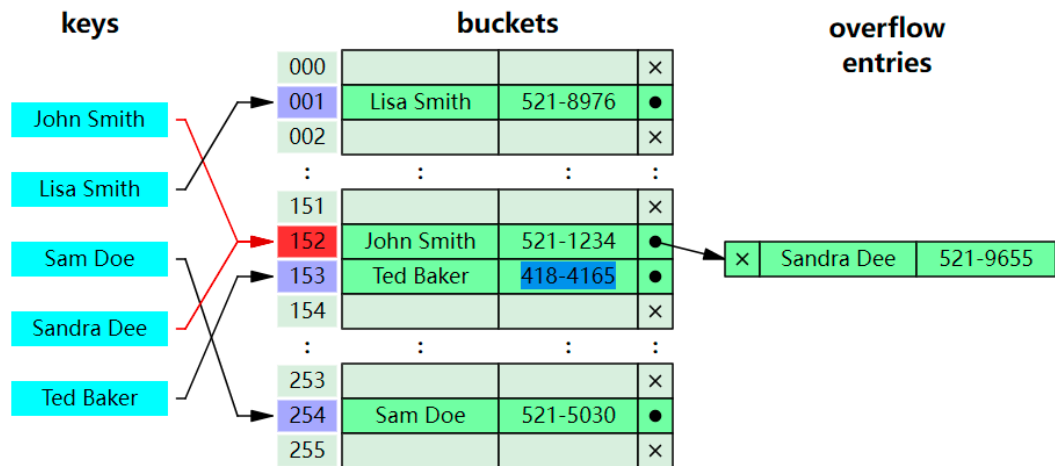 keys
buckets
overflow
entries
000 ×
001 Lisa Smith 521-8976 ●
002 ×
: : : :
151 ×
152 John Smith 521-1234 ●
153 Ted Baker 418-4165 ●
154 ×
: : : :
253 ×
254 Sam Doe 521-5030 ●
255 ×
John Smith
Lisa Smith
Sam Doe
Sandra Dee
Ted Baker
× Sandra Dee 521-9655